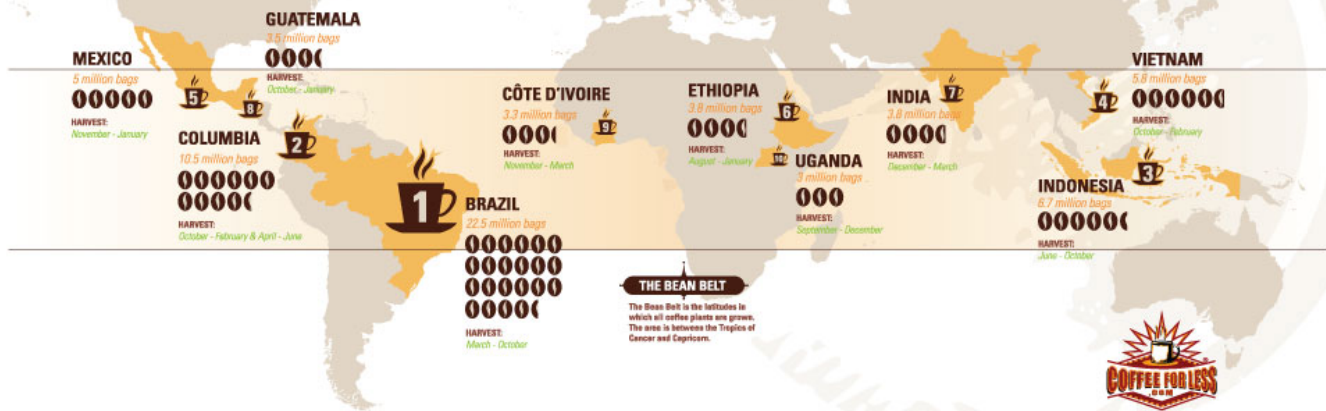 GUATEMALA
3.5 million bags
HARVEST:
October - January
MEXICO
5 million bags
HARVEST:
November - January
5
8
COLUMBIA
10.5 million bags
HARVEST:
October - February & April - June
2
1
BRAZIL
22.5 million bags
HARVEST:
March - October
CÔTE D'IVOIRE
3.3 million bags
HARVEST:
November - March
9
ETHIOPIA
3.8 million bags
HARVEST:
August - January
6
10
UGANDA
3 million bags
HARVEST:
September - December
INDIA
3.8 million bags
HARVEST:
December - March
7
VIETNAM
5.8 million bags
HARVEST:
October - February
4
3
INDONESIA
6.7 million bags
HARVEST:
June - October
THE BEAN BELT
The Bean Belt is the latitudes in
which all coffee plants are grown.
The area is between the Tropics of
Cancer and Capricorn.
COFFEE FOR LESS
.COM